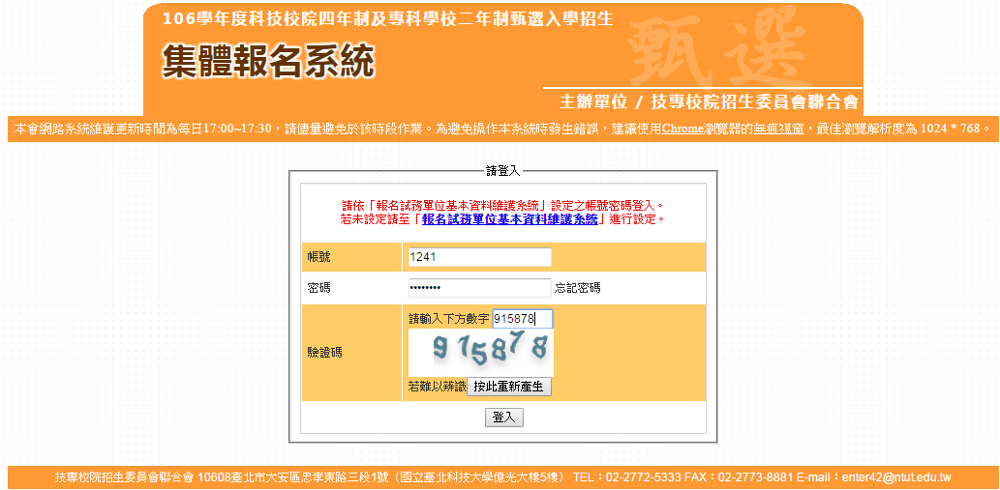 106學年度科技校院四年制及專科學校二年制甄選入學招生
甄選
集體報名系統
主辦單位 / 技專校院招生委員會聯合會
本會網路系統維護更新時間為每日17:00~17:30，請儘量避免於該時段作業。為避免操作本系統時發生錯誤，建議使用Chrome瀏覽器的無痕視窗，最佳瀏覽解析度為 1024 * 768。
請登入
請依「報名試務單位基本資料維護系統」設定之帳號密碼登入。
若未設定請至「報名試務單位基本資料維護系統」進行設定。
帳號 1241
密碼 •••••••• 忘記密碼
請輸入下方數字 915878
驗證碼 915878
若難以辨識 按此重新產生
登入
技專校院招生委員會聯合會 10608臺北市大安區忠孝東路三段1號（國立臺北科技大學億光大樓5樓） TEL：02-2772-5333 FAX：02-2773-8881 E-mail：enter42@ntut.edu.tw